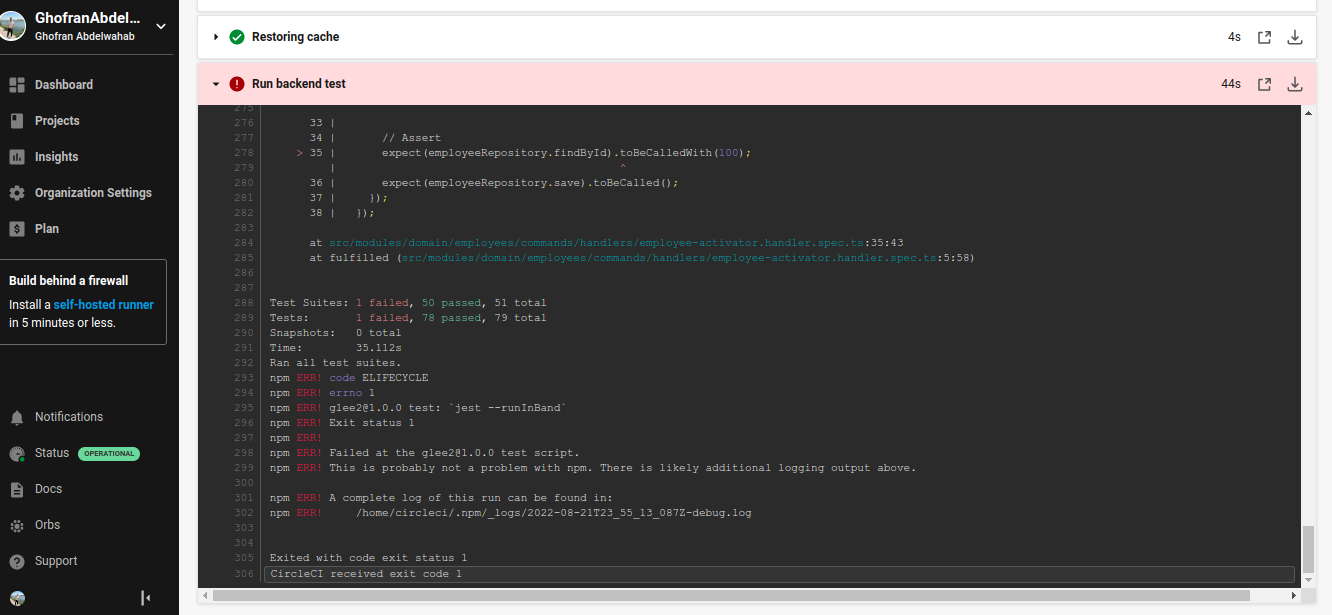 GhofranAbdel...
Ghofran Abdelwahab
Dashboard
Projects
Insights
Organization Settings
Plan
Build behind a firewall
Install a self-hosted runner
in 5 minutes or less.
Notifications
Status OPERATIONAL
Docs
Orbs
Support
Restoring cache 4s
Run backend test 44s
275
276 33 |
277 34 | // Assert
278 > 35 | expect(employeeRepository.findById).toBeCalledWith(100);
279 | ^
280 36 | expect(employeeRepository.save).toBeCalled();
281 37 | });
282 38 | });
283
284 at src/modules/domain/employees/commands/handlers/employee-activator.handler.spec.ts:35:43
285 at fulfilled (src/modules/domain/employees/commands/handlers/employee-activator.handler.spec.ts:5:58)
286
287
288 Test Suites: 1 failed, 50 passed, 51 total
289 Tests: 1 failed, 78 passed, 79 total
290 Snapshots: 0 total
291 Time: 35.112s
292 Ran all test suites.
293 npm ERR! code ELIFECYCLE
294 npm ERR! errno 1
295 npm ERR! glee2@1.0.0 test: `jest --runInBand`
296 npm ERR! Exit status 1
297 npm ERR!
298 npm ERR! Failed at the glee2@1.0.0 test script.
299 npm ERR! This is probably not a problem with npm. There is likely additional logging output above.
300
301 npm ERR! A complete log of this run can be found in:
302 npm ERR! /home/circleci/.npm/_logs/2022-08-21T23_55_13_087Z-debug.log
303
304
305 Exited with code exit status 1
306 CircleCI received exit code 1